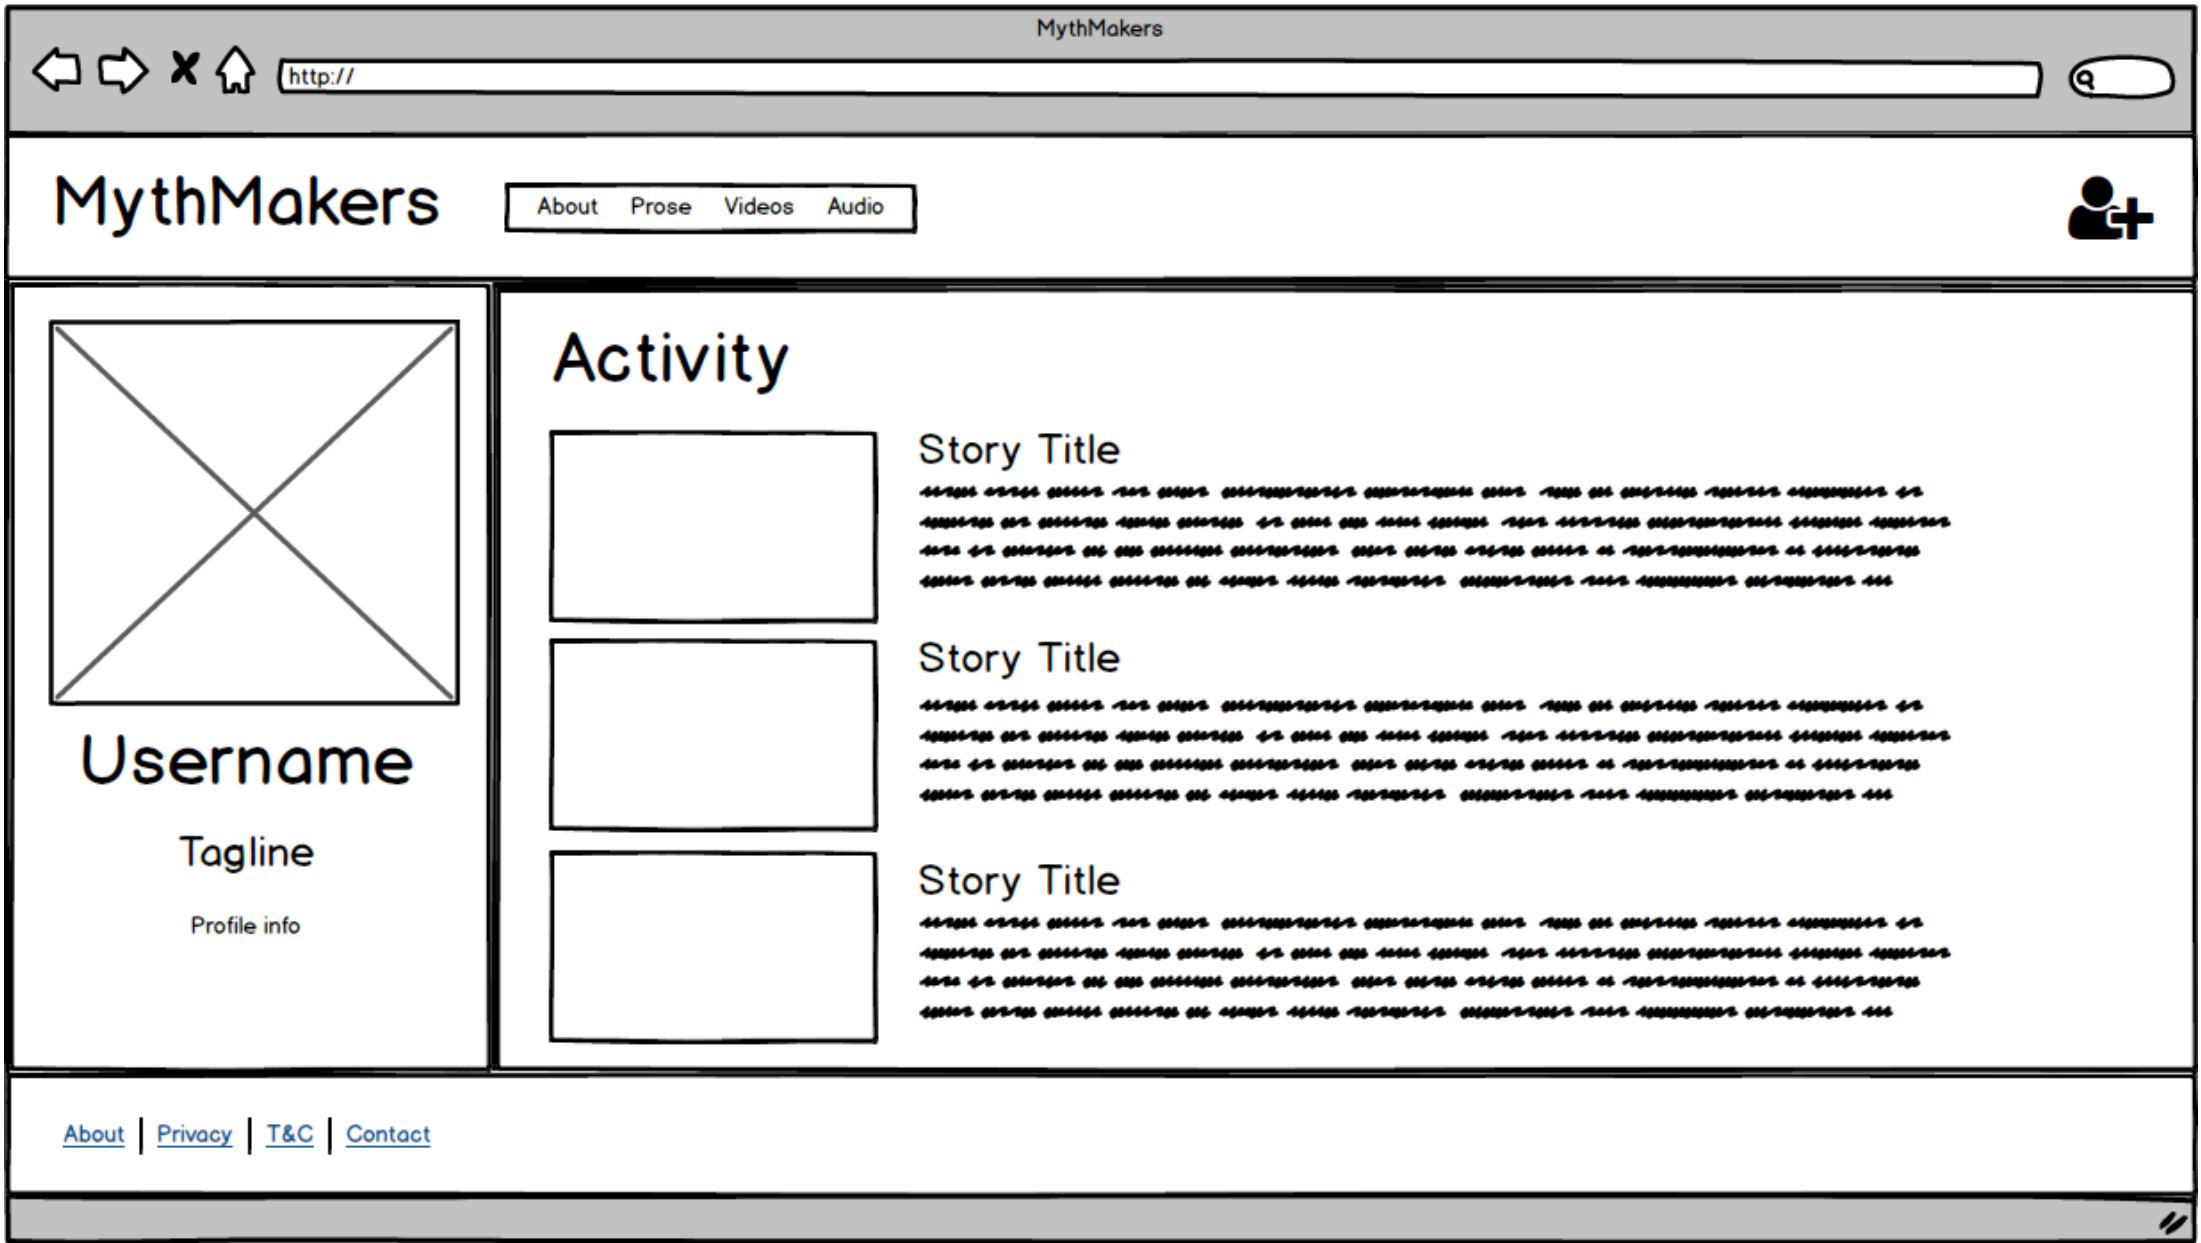 MythMakers
http://
MythMakers
About Prose Videos Audio
Username
Tagline
Profile info
Activity
Story Title
Story Title
Story Title
About Privacy T&C Contact